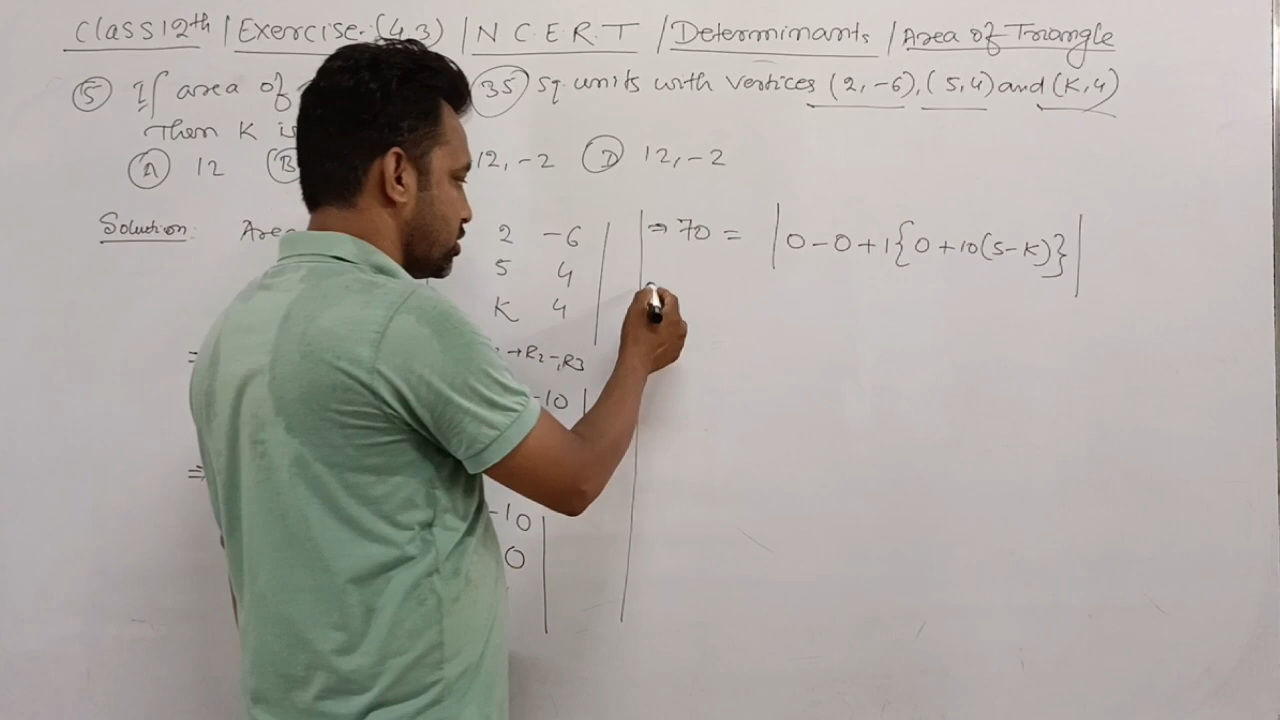 Class 12th / Exercise-(4.3) / N C E R T / Determinants / Area of Triangle
(5) If area of (35) sq. units with vertices (2,-6), (5,4) and (K,4)
Then K is
(A) 12 (B) 12, -2 (D) 12, -2
Solution:
2 -6
5 4
K 4
→ R2 - R3
-10
-10
0
⇒ 70 = |0-0+1{0+10(5-K)}|